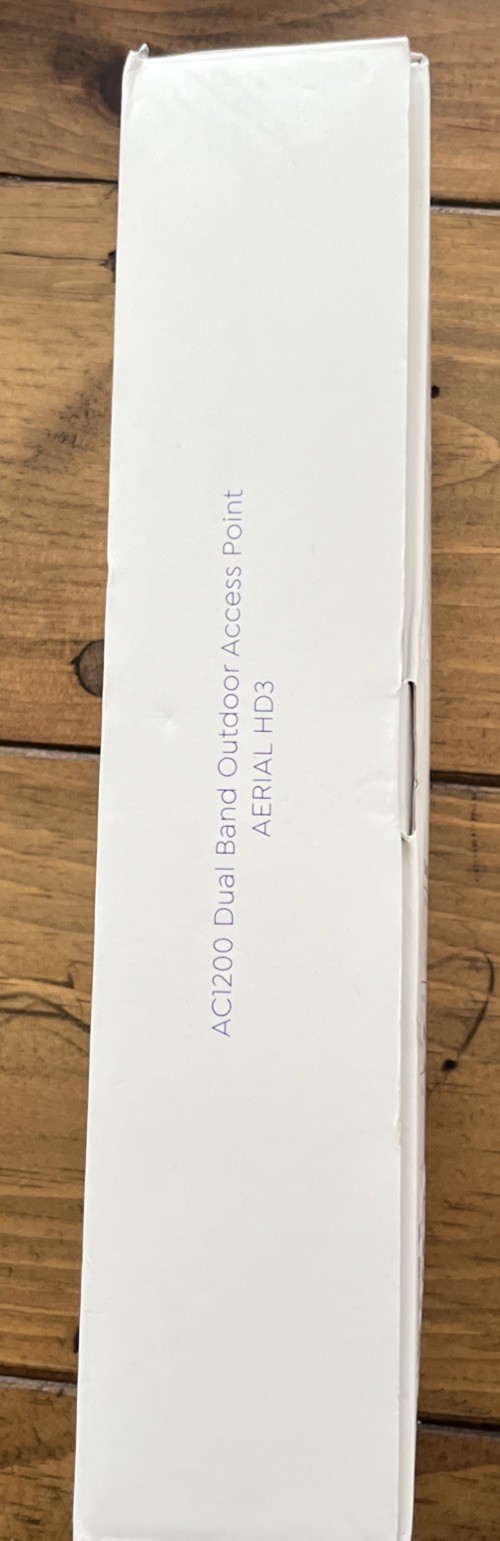 AC1200 Dual Band Outdoor Access Point
AERIAL HD3